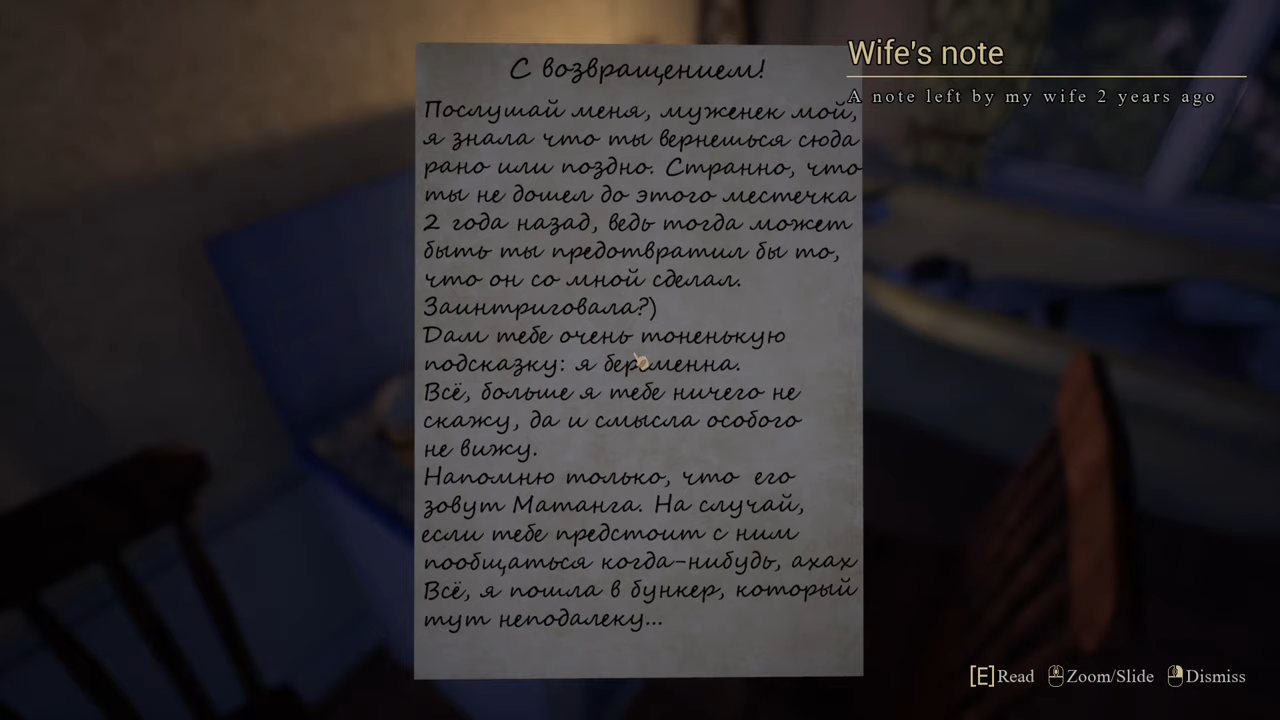 С возвращением!
Послушай меня, муженек мой,
я знала что ты вернешься сюда
рано или поздно. Странно, что
ты не дошел до этого местечка
2 года назад, ведь тогда может
быть ты предотвратил бы то,
что он со мной сделал.
Заинтриговала?)
Дам тебе очень тоненькую
подсказку: я беременна.
Всё, больше я тебе ничего не
скажу, да и смысла особого
не вижу.
Напомню только, что его
зовут Матанга. На случай,
если тебе предстоит с ним
пообщаться когда-нибудь, ахах
Всё, я пошла в бункер, который
тут неподалеку...
Wife's note
A note left by my wife 2 years ago
[E]Read Zoom/Slide Dismiss